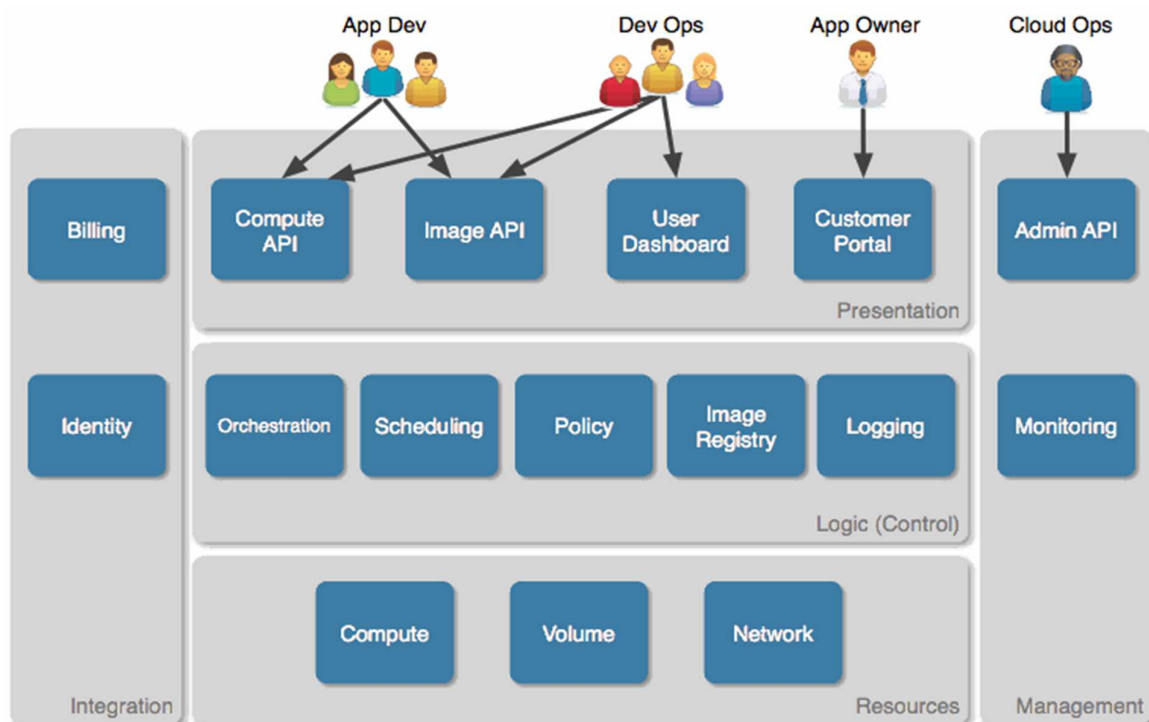 App Dev
Dev Ops
App Owner
Cloud Ops
Billing
Compute
API
Image API
User
Dashboard
Customer
Portal
Admin API
Presentation
Identity
Orchestration
Scheduling
Policy
Image
Registry
Logging
Monitoring
Logic (Control)
Compute
Volume
Network
Integration
Resources
Management